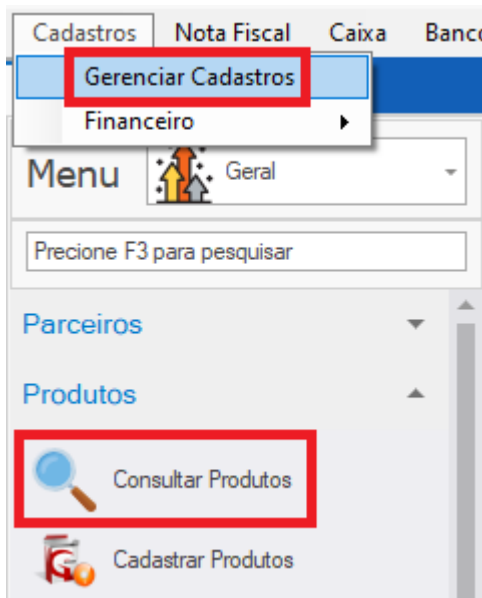 Cadastros Nota Fiscal Caixa Banco
Gerenciar Cadastros
Financeiro
Menu Geral
Precione F3 para pesquisar
Parceiros
Produtos
Consultar Produtos
Cadastrar Produtos